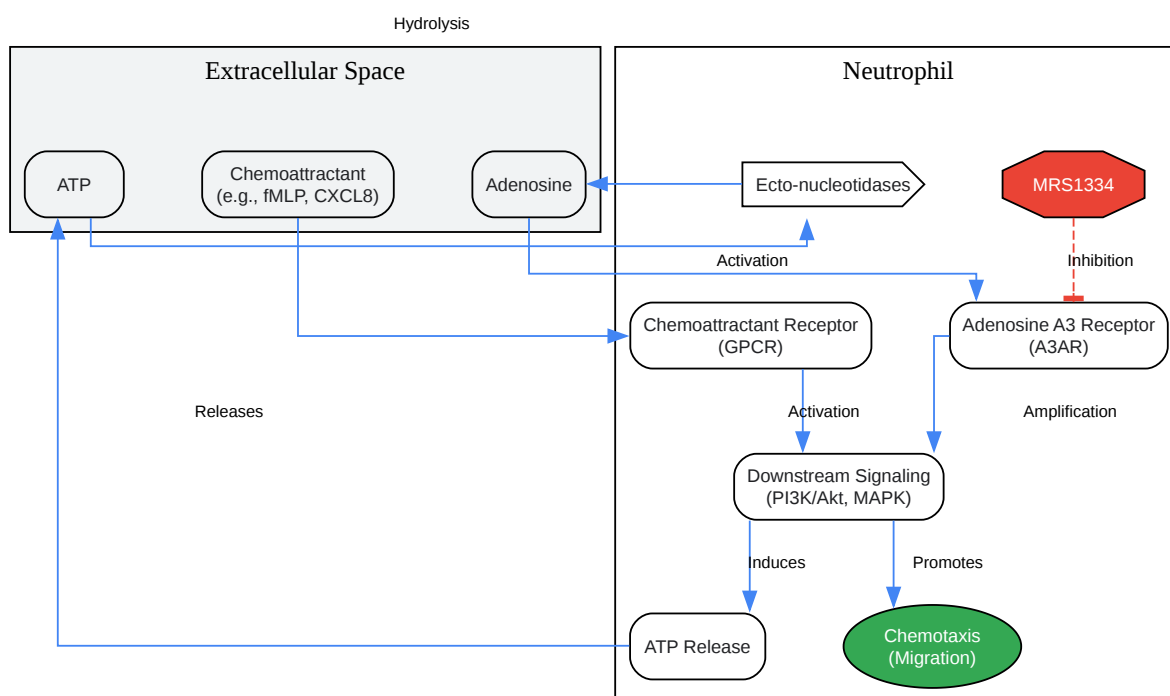 Hydrolysis
Extracellular Space
Neutrophil
ATP
Chemoattractant
(e.g., fMLP, CXCL8)
Adenosine
Ecto-nucleotidases
MRS1334
Activation
Inhibition
Chemoattractant Receptor
(GPCR)
Adenosine A3 Receptor
(A3AR)
Releases
Activation
Amplification
Downstream Signaling
(PI3K/Akt, MAPK)
Induces
Promotes
ATP Release
Chemotaxis
(Migration)